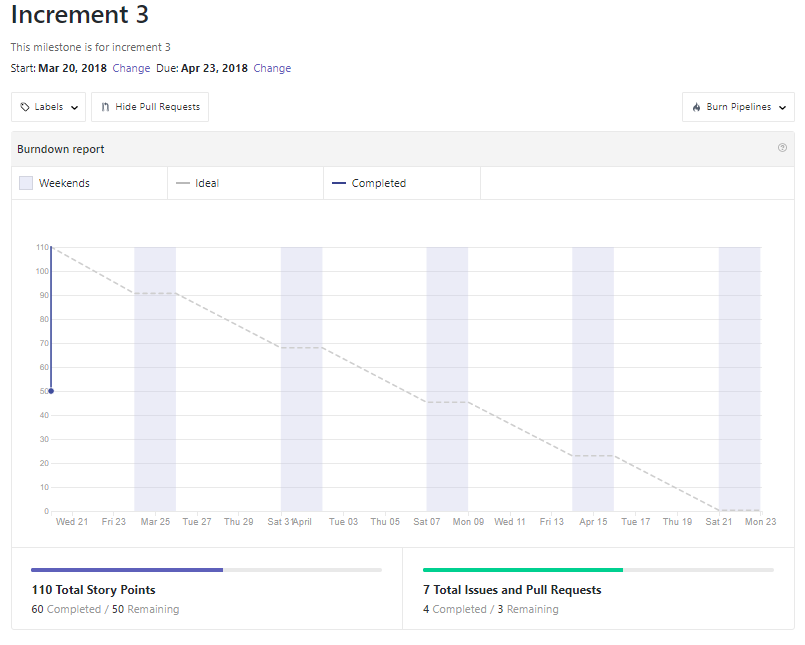 Increment 3
This milestone is for increment 3
Start: Mar 20, 2018 Change Due: Apr 23, 2018 Change
Labels Hide Pull Requests Burn Pipelines
Burndown report
Weekends Ideal Completed
110
100
90
80
70
60
50
40
30
20
10
0
Wed 21 Fri 23 Mar 25 Tue 27 Thu 29 Sat 31 April Tue 03 Thu 05 Sat 07 Mon 09 Wed 11 Fri 13 Apr 15 Tue 17 Thu 19 Sat 21 Mon 23
110 Total Story Points
60 Completed / 50 Remaining
7 Total Issues and Pull Requests
4 Completed / 3 Remaining